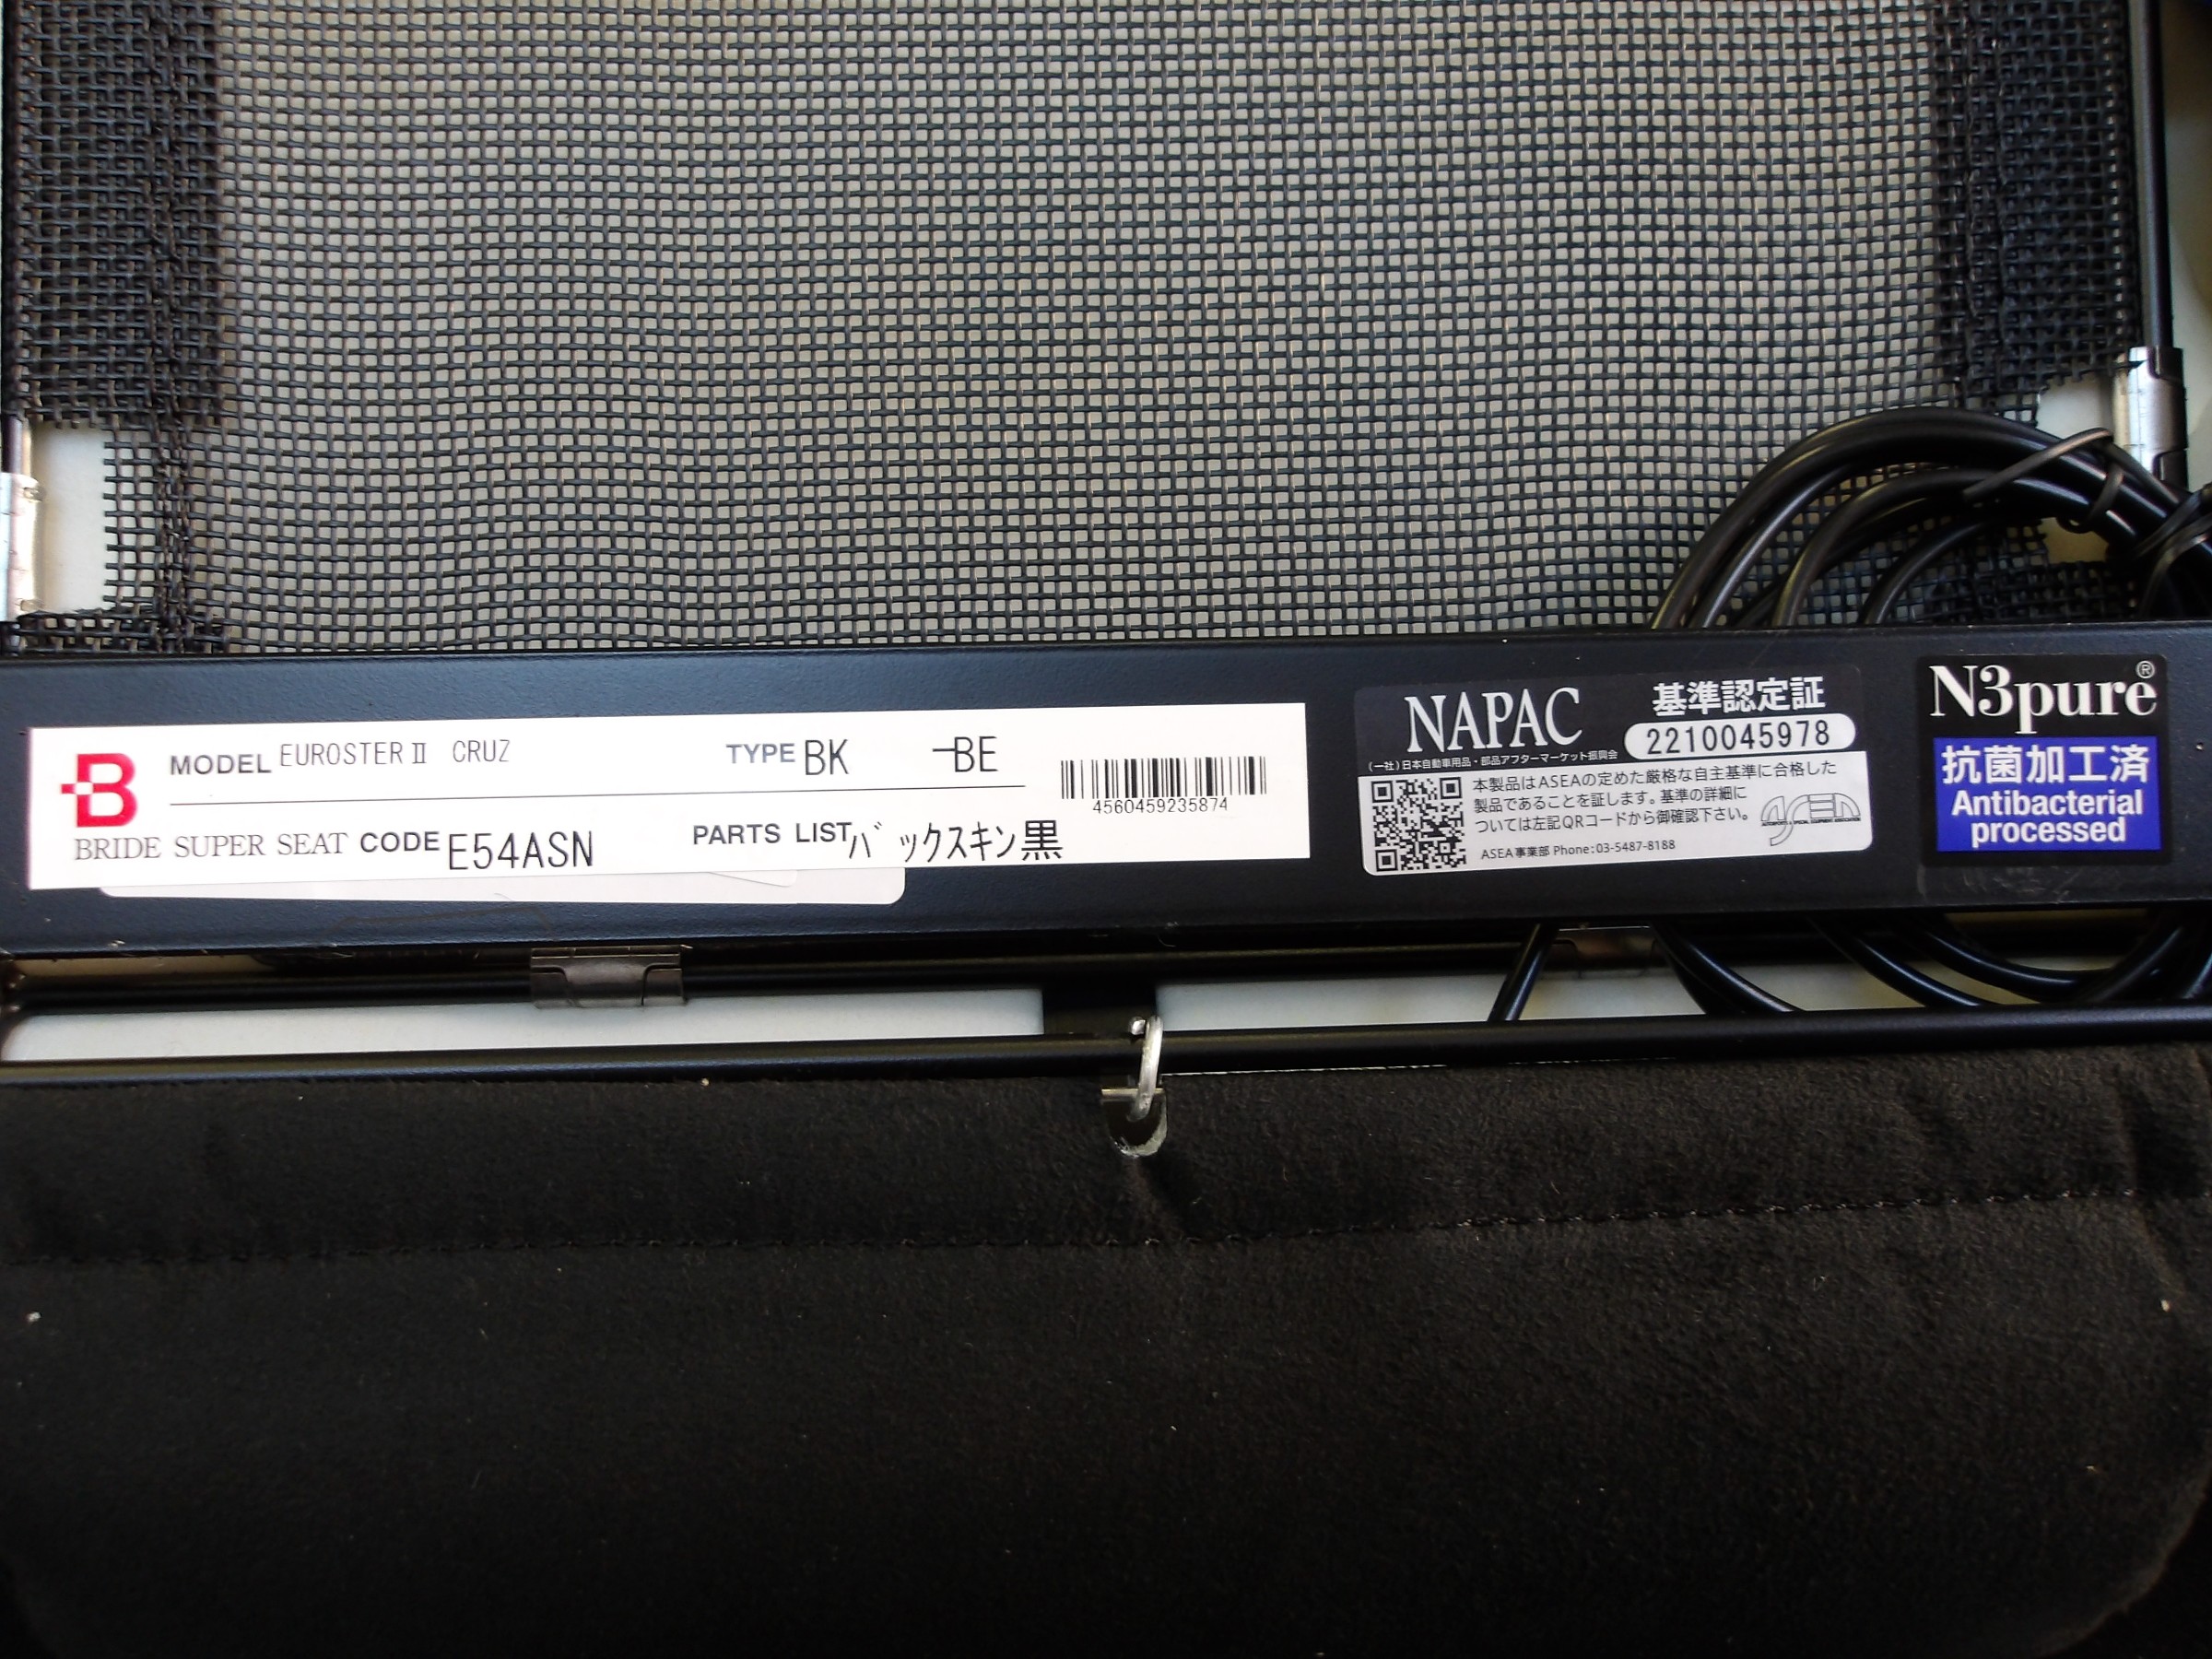 B
MODEL EUROSTERⅡ CRUZ TYPE BK -BE
4560459235874
BRIDE SUPER SEAT CODE E54ASN PARTS LIST バックスキン黒
NAPAC
(一社)日本自動車用品・部品アフターマーケット振興会
基準認定証
2210045978
本製品はASEAの定めた厳格な自主基準に合格した
製品であることを証します。基準の詳細に
ついては左記QRコードから御確認下さい。
ASEA事業部 Phone:03-5487-8188
ASEA
N3pure®
抗菌加工済
Antibacterial
processed